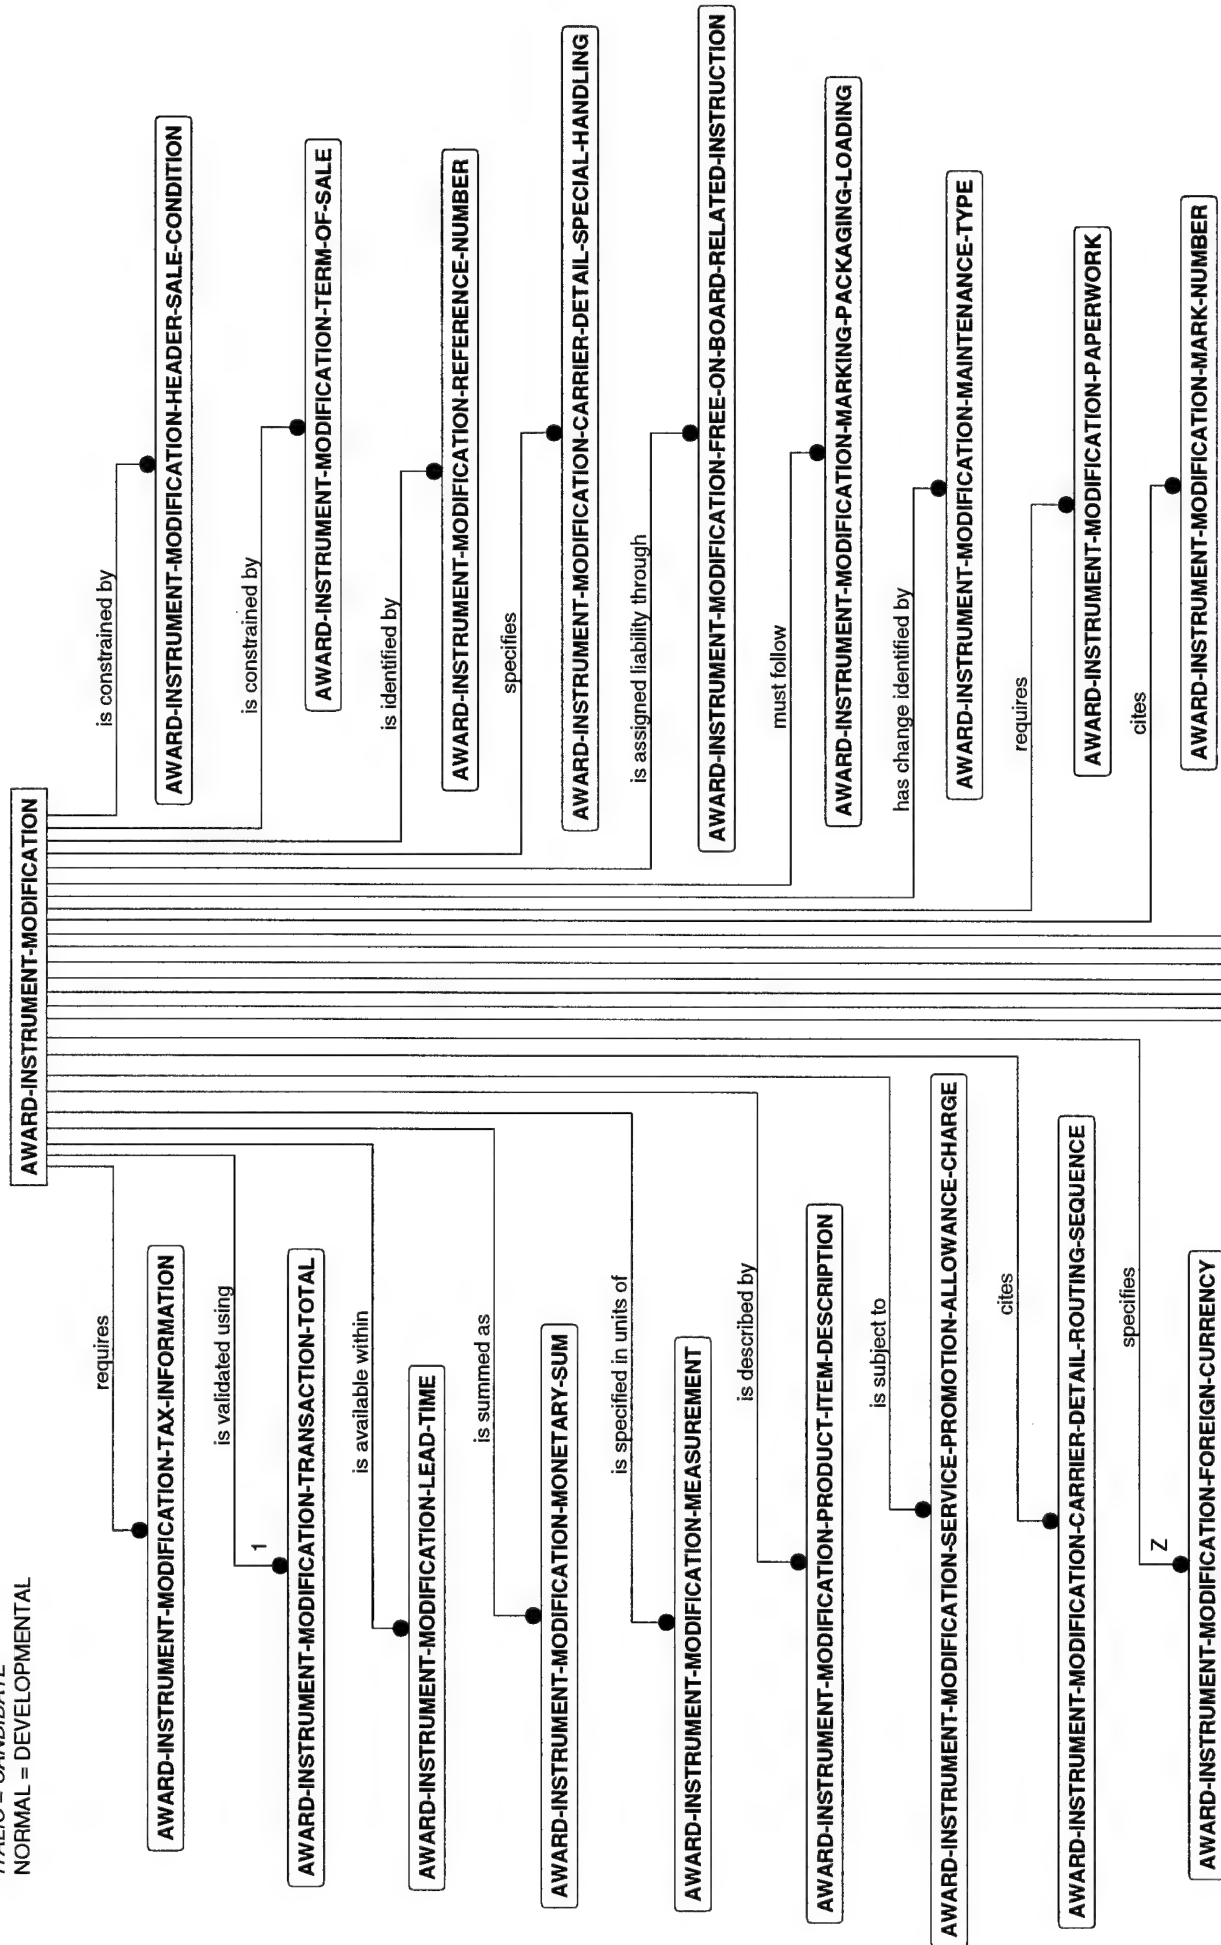 ITALIC = CANDIDATE
NORMAL = DEVELOPMENTAL
AWARD-INSTRUMENT-MODIFICATION
requires
AWARD-INSTRUMENT-MODIFICATION-TAX-INFORMATION
is validated using
1
AWARD-INSTRUMENT-MODIFICATION-TRANSACTION-TOTAL
is available within
AWARD-INSTRUMENT-MODIFICATION-LEAD-TIME
is summed as
AWARD-INSTRUMENT-MODIFICATION-MONETARY-SUM
is specified in units of
AWARD-INSTRUMENT-MODIFICATION-MEASUREMENT
is described by
AWARD-INSTRUMENT-MODIFICATION-PRODUCT-ITEM-DESCRIPTION
is subject to
AWARD-INSTRUMENT-MODIFICATION-SERVICE-PROMOTION-ALLOWANCE-CHARGE
cites
AWARD-INSTRUMENT-MODIFICATION-CARRIER-DETAIL-ROUTING-SEQUENCE
specifies
Z
AWARD-INSTRUMENT-MODIFICATION-FOREIGN-CURRENCY
is constrained by
AWARD-INSTRUMENT-MODIFICATION-HEADER-SALE-CONDITION
is constrained by
AWARD-INSTRUMENT-MODIFICATION-TERM-OF-SALE
is identified by
AWARD-INSTRUMENT-MODIFICATION-REFERENCE-NUMBER
specifies
AWARD-INSTRUMENT-MODIFICATION-CARRIER-DETAIL-SPECIAL-HANDLING
is assigned liability through
AWARD-INSTRUMENT-MODIFICATION-FREE-ON-BOARD-RELATED-INSTRUCTION
must follow
AWARD-INSTRUMENT-MODIFICATION-MARKING-PACKAGING-LOADING
has change identified by
AWARD-INSTRUMENT-MODIFICATION-MAINTENANCE-TYPE
requires
AWARD-INSTRUMENT-MODIFICATION-PAPERWORK
cites
AWARD-INSTRUMENT-MODIFICATION-MARK-NUMBER